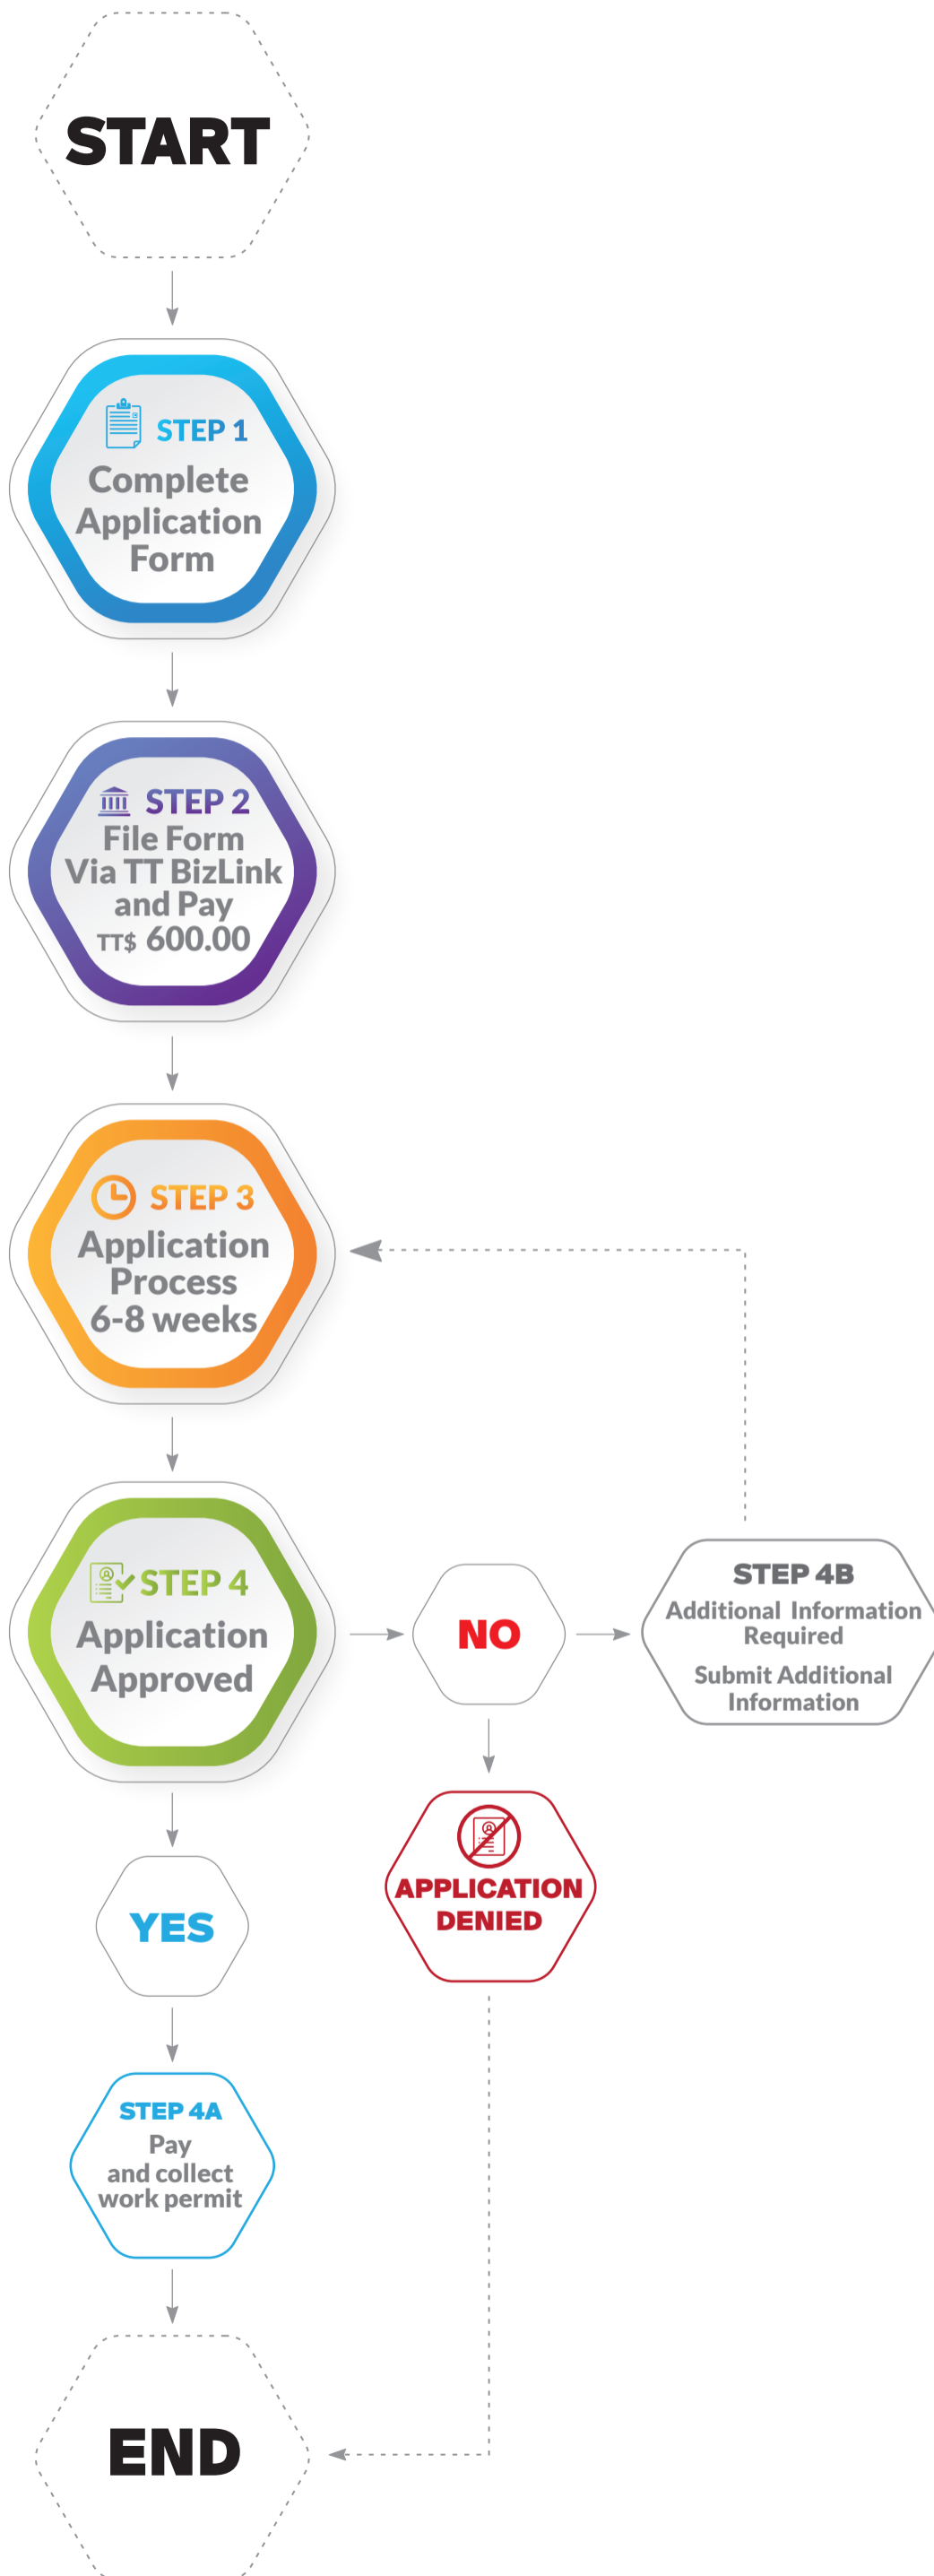 START
STEP 1
Complete
Application
Form
STEP 2
File Form
Via TT BizLink
and Pay
TT$ 600.00
STEP 3
Application
Process
6-8 weeks
STEP 4
Application
Approved
NO
STEP 4B
Additional Information
Required
Submit Additional
Information
APPLICATION
DENIED
YES
STEP 4A
Pay
and collect
work permit
END